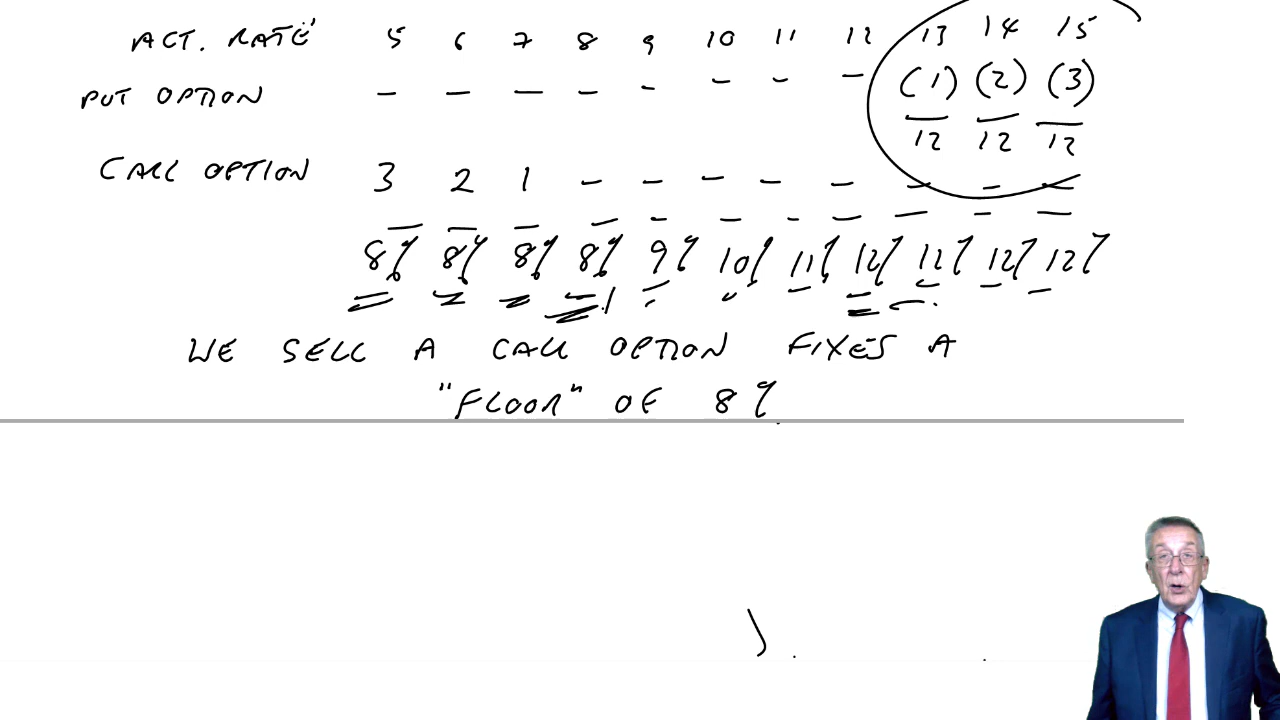 ACT. RATE 5 6 7 8 9 10 11 12 13 14 15
PUT OPTION – – – – – – – – (1) (2) (3)
12 12 12
CALL OPTION 3 2 1 – – – – – – – –
8% 8% 8% 8% 9% 10% 11% 12% 12% 12% 12%
WE SELL A CALL OPTION FIXES A
"FLOOR" OF 8%